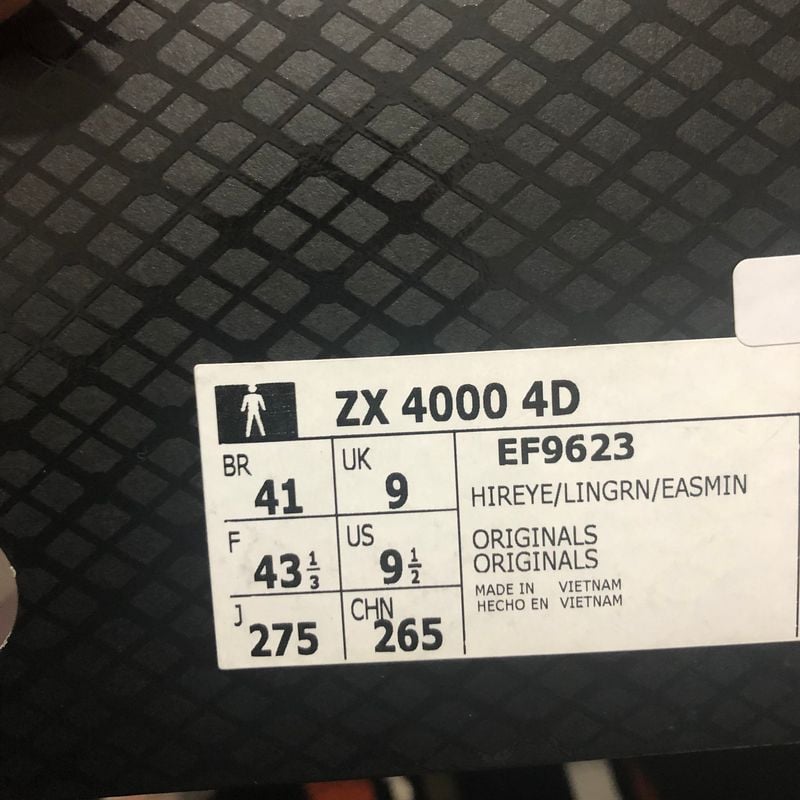 ZX 4000 4D
BR 41
UK 9
F 43 1/3
US 9 1/2
J 275
CHN 265
EF9623
HIREYE/LINGRN/EASMIN
ORIGINALS
ORIGINALS
MADE IN VIETNAM
HECHO EN VIETNAM